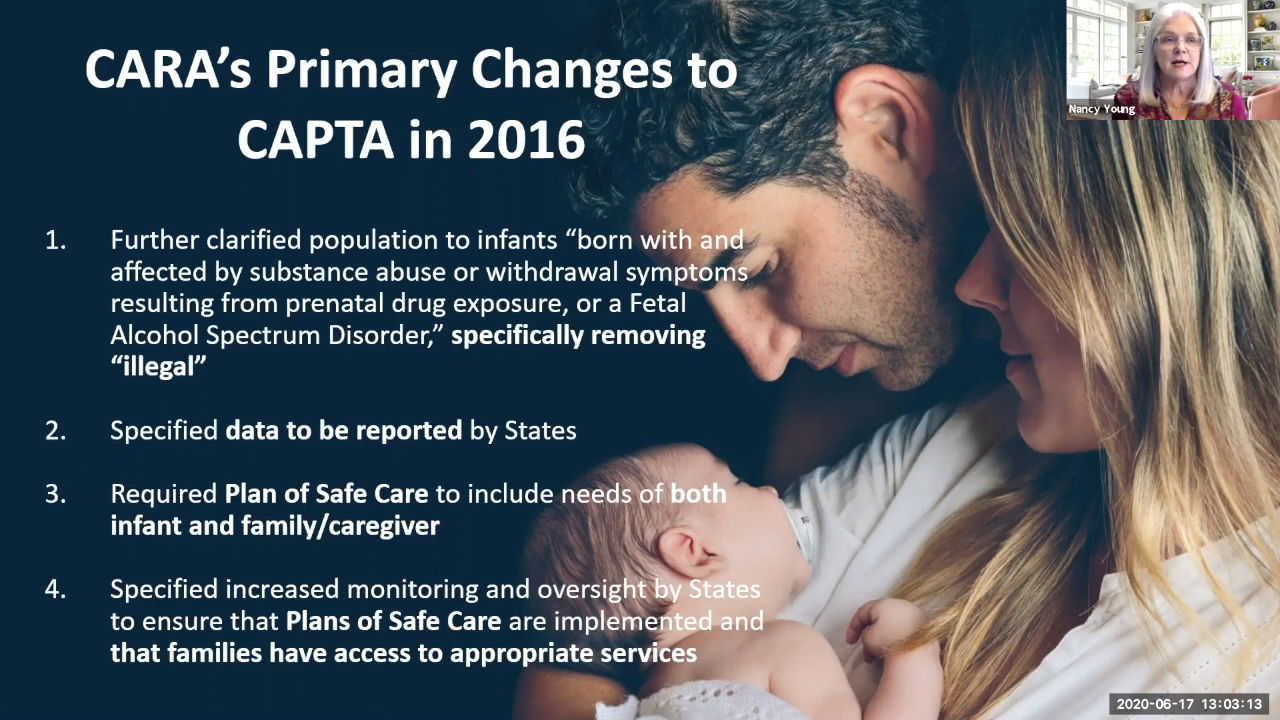 CARA’s Primary Changes to
CAPTA in 2016
Nancy Young
1. Further clarified population to infants “born with and
affected by substance abuse or withdrawal symptoms
resulting from prenatal drug exposure, or a Fetal
Alcohol Spectrum Disorder,” specifically removing
“illegal”
2. Specified data to be reported by States
3. Required Plan of Safe Care to include needs of both
infant and family/caregiver
4. Specified increased monitoring and oversight by States
to ensure that Plans of Safe Care are implemented and
that families have access to appropriate services
2020-06-17 13:03:13